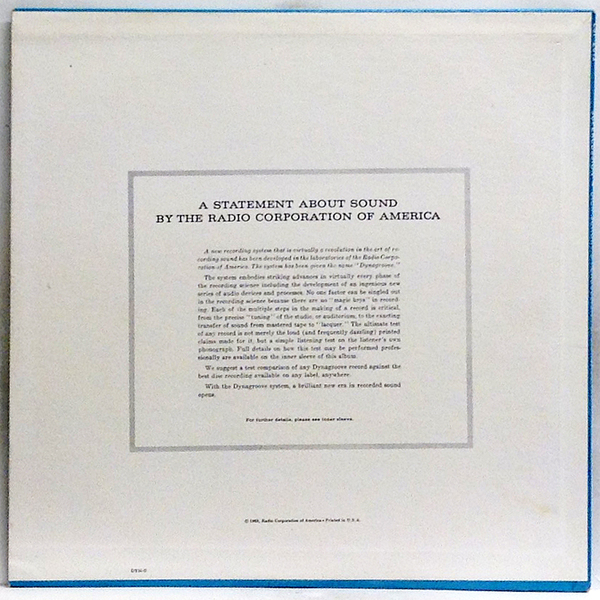 A STATEMENT ABOUT SOUND
BY THE RADIO CORPORATION OF AMERICA
A new recording system that is virtually a revolution in the art of re-
cording sound has been developed in the laboratories of the Radio Corpo-
ration of America. The system has been given the name "Dynagroove."
The system embodies striking advances in virtually every phase of
the recording science including the development of an ingenious new
series of audio devices and processes. No one factor can be singled out
in the recording science because there are no "magic keys" in record-
ing. Each of the multiple steps in the making of a record is critical,
from the precise "tuning" of the studio, or auditorium, to the exacting
transfer of sound from mastered tape to "lacquer." The ultimate test
of any record is not merely the loud (and frequently dazzling) printed
claims made for it; but a simple listening test on the listener's own
phonograph. Full details on how this test may be performed profes-
sionally are available on the inner sleeve of this album.
We suggest a test comparison of any Dynagroove record against the
best disc recording available on any label, anywhere.
With the Dynagroove system, a brilliant new era in recorded sound
opens.
For further details, please see inner sleeve.
© 1963, Radio Corporation of America • Printed in U.S.A.